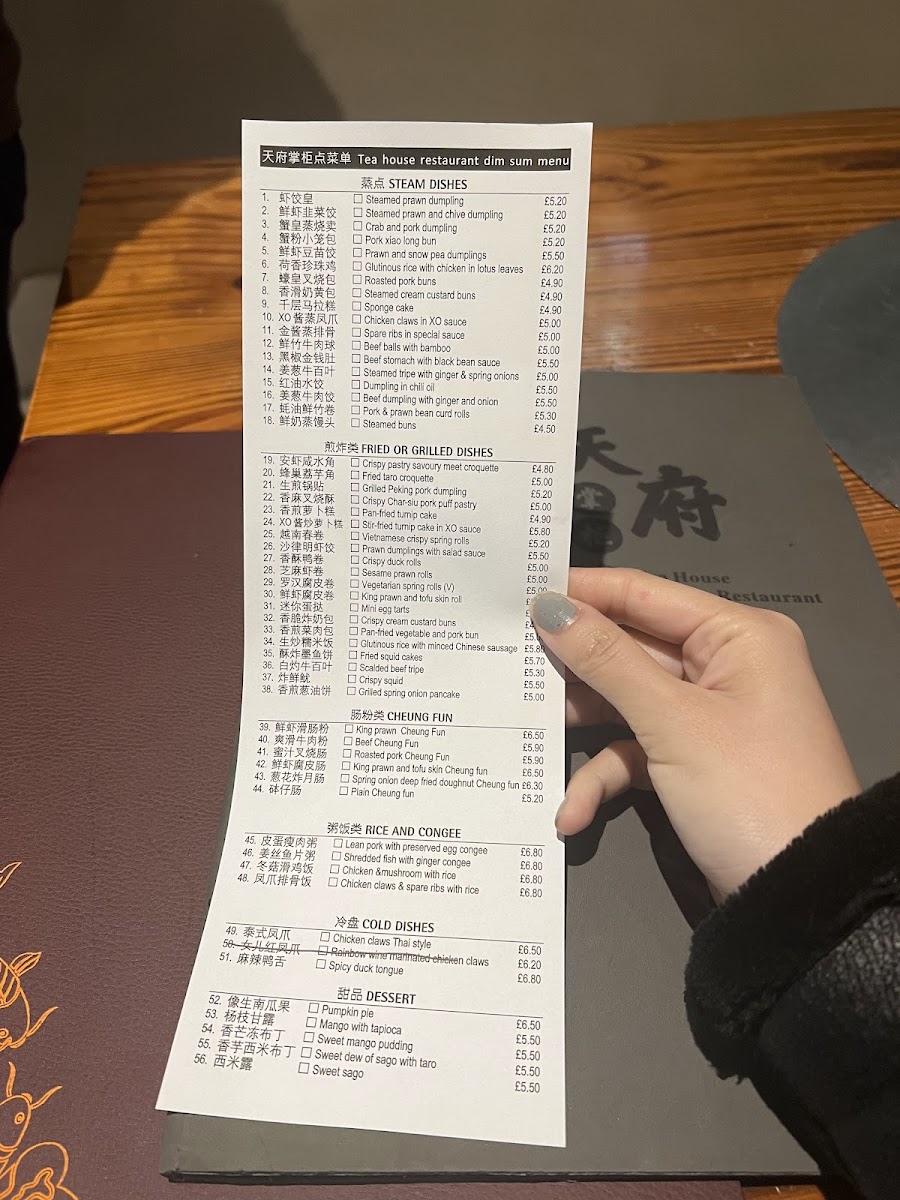 天府掌柜点菜单 Tea house restaurant dim sum menu
蒸点 STEAM DISHES
1. 虾饺皇 ☐ Steamed prawn dumpling £5.20
2. 鲜虾韭菜饺 ☐ Steamed prawn and chive dumpling £5.20
3. 蟹皇蒸烧卖 ☐ Crab and pork dumpling £5.20
4. 蟹粉小笼包 ☐ Pork xiao long bun £5.20
5. 鲜虾豆苗饺 ☐ Prawn and snow pea dumplings £5.50
6. 荷香珍珠鸡 ☐ Glutinous rice with chicken in lotus leaves £6.20
7. 蠔皇叉烧包 ☐ Roasted pork buns £4.90
8. 香滑奶黄包 ☐ Steamed cream custard buns £4.90
9. 千层马拉糕 ☐ Sponge cake £4.90
10. XO 酱蒸凤爪 ☐ Chicken claws in XO sauce £5.00
11. 金酱蒸排骨 ☐ Spare ribs in special sauce £5.00
12. 鲜竹牛肉球 ☐ Beef balls with bamboo £5.00
13. 黑椒金钱肚 ☐ Beef stomach with black bean sauce £5.50
14. 姜葱牛百叶 ☐ Steamed tripe with ginger & spring onions £5.00
15. 红油水饺 ☐ Dumpling in chili oil £5.50
16. 姜葱牛肉饺 ☐ Beef dumpling with ginger and onion £5.50
17. 蚝油鲜竹卷 ☐ Pork & prawn bean curd rolls £5.30
18. 鲜奶蒸馒头 ☐ Steamed buns £4.50
煎炸类 FRIED OR GRILLED DISHES
19. 安虾咸水角 ☐ Crispy pastry savoury meet croquette £4.80
20. 蜂巢荔芋角 ☐ Fried taro croquette £5.00
21. 生煎锅贴 ☐ Grilled Peking pork dumpling £5.20
22. 香麻叉烧酥 ☐ Crispy Char-siu pork puff pastry £5.00
23. 香煎萝卜糕 ☐ Pan-fried turnip cake £4.90
24. XO 酱炒萝卜糕 ☐ Stir-fried turnip cake in XO sauce £5.80
25. 越南春卷 ☐ Vietnamese crispy spring rolls £5.20
26. 沙律明虾饺 ☐ Prawn dumplings with salad sauce £5.50
27. 香酥鸭卷 ☐ Crispy duck rolls £5.00
28. 芝麻虾卷 ☐ Sesame prawn rolls £5.00
29. 罗汉腐皮卷 ☐ Vegetarian spring rolls (V) £5.00
30. 鲜虾腐皮卷 ☐ King prawn and tofu skin roll
31. 迷你蛋挞 ☐ Mini egg tarts
32. 香脆炸奶包 ☐ Crispy custard buns
33. 香煎菜肉包 ☐ Pan-fried vegetable and pork bun
34. 生炒糯米饭 ☐ Glutinous rice with minced Chinese sausage £5.80
35. 酥炸墨鱼饼 ☐ Fried squid cakes £5.70
36. 白灼牛百叶 ☐ Scalded beef tripe £5.30
37. 炸鲜鱿 ☐ Crispy squid £5.50
38. 香煎葱油饼 ☐ Grilled spring onion pancake £5.00
肠粉类 CHEUNG FUN
39. 鲜虾滑肠粉 ☐ King prawn Cheung Fun £6.50
40. 爽滑牛肉粉 ☐ Beef Cheung Fun £5.90
41. 蜜汁叉烧肠 ☐ Roasted pork Cheung Fun £5.90
42. 鲜虾腐皮肠 ☐ King prawn and tofu skin Cheung fun £6.50
43. 葱花炸月肠 ☐ Spring onion deep fried doughnut Cheung fun £6.30
44. 砵仔肠 ☐ Plain Cheung fun £5.20
粥饭类 RICE AND CONGEE
45. 皮蛋瘦肉粥 ☐ Lean pork with preserved egg congee £6.80
46. 姜丝鱼片粥 ☐ Shredded fish with ginger congee £6.80
47. 冬菇滑鸡饭 ☐ Chicken &mushroom with rice £6.80
48. 凤爪排骨饭 ☐ Chicken claws & spare ribs with rice £6.80
冷盘 COLD DISHES
49. 泰式凤爪 ☐ Chicken claws Thai style £6.50
50. 女儿红凤爪 ☐ Rainbow wine marinated chicken claws £6.20
51. 麻辣鸭舌 ☐ Spicy duck tongue £6.80
甜品 DESSERT
52. 像生南瓜果 ☐ Pumpkin pie £6.50
53. 杨枝甘露 ☐ Mango with tapioca £5.50
54. 香芒冻布丁 ☐ Sweet mango pudding £5.50
55. 香芋西米布丁 ☐ Sweet dew of sago with taro £5.50
56. 西米露 ☐ Sweet sago £5.50
天
府
House
Restaurant